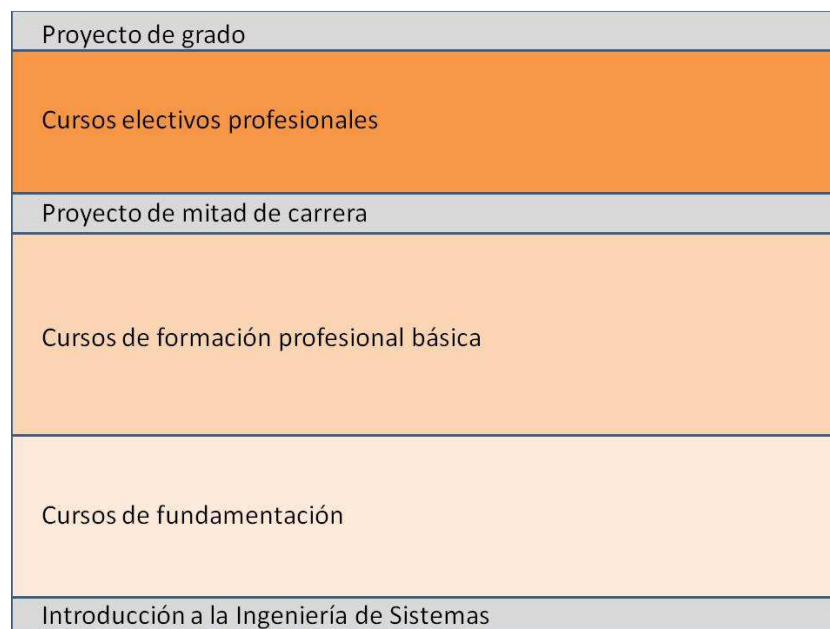 Proyecto de grado
Cursos electivos profesionales
Proyecto de mitad de carrera
Cursos de formación profesional básica
Cursos de fundamentación
Introducción a la Ingeniería de Sistemas